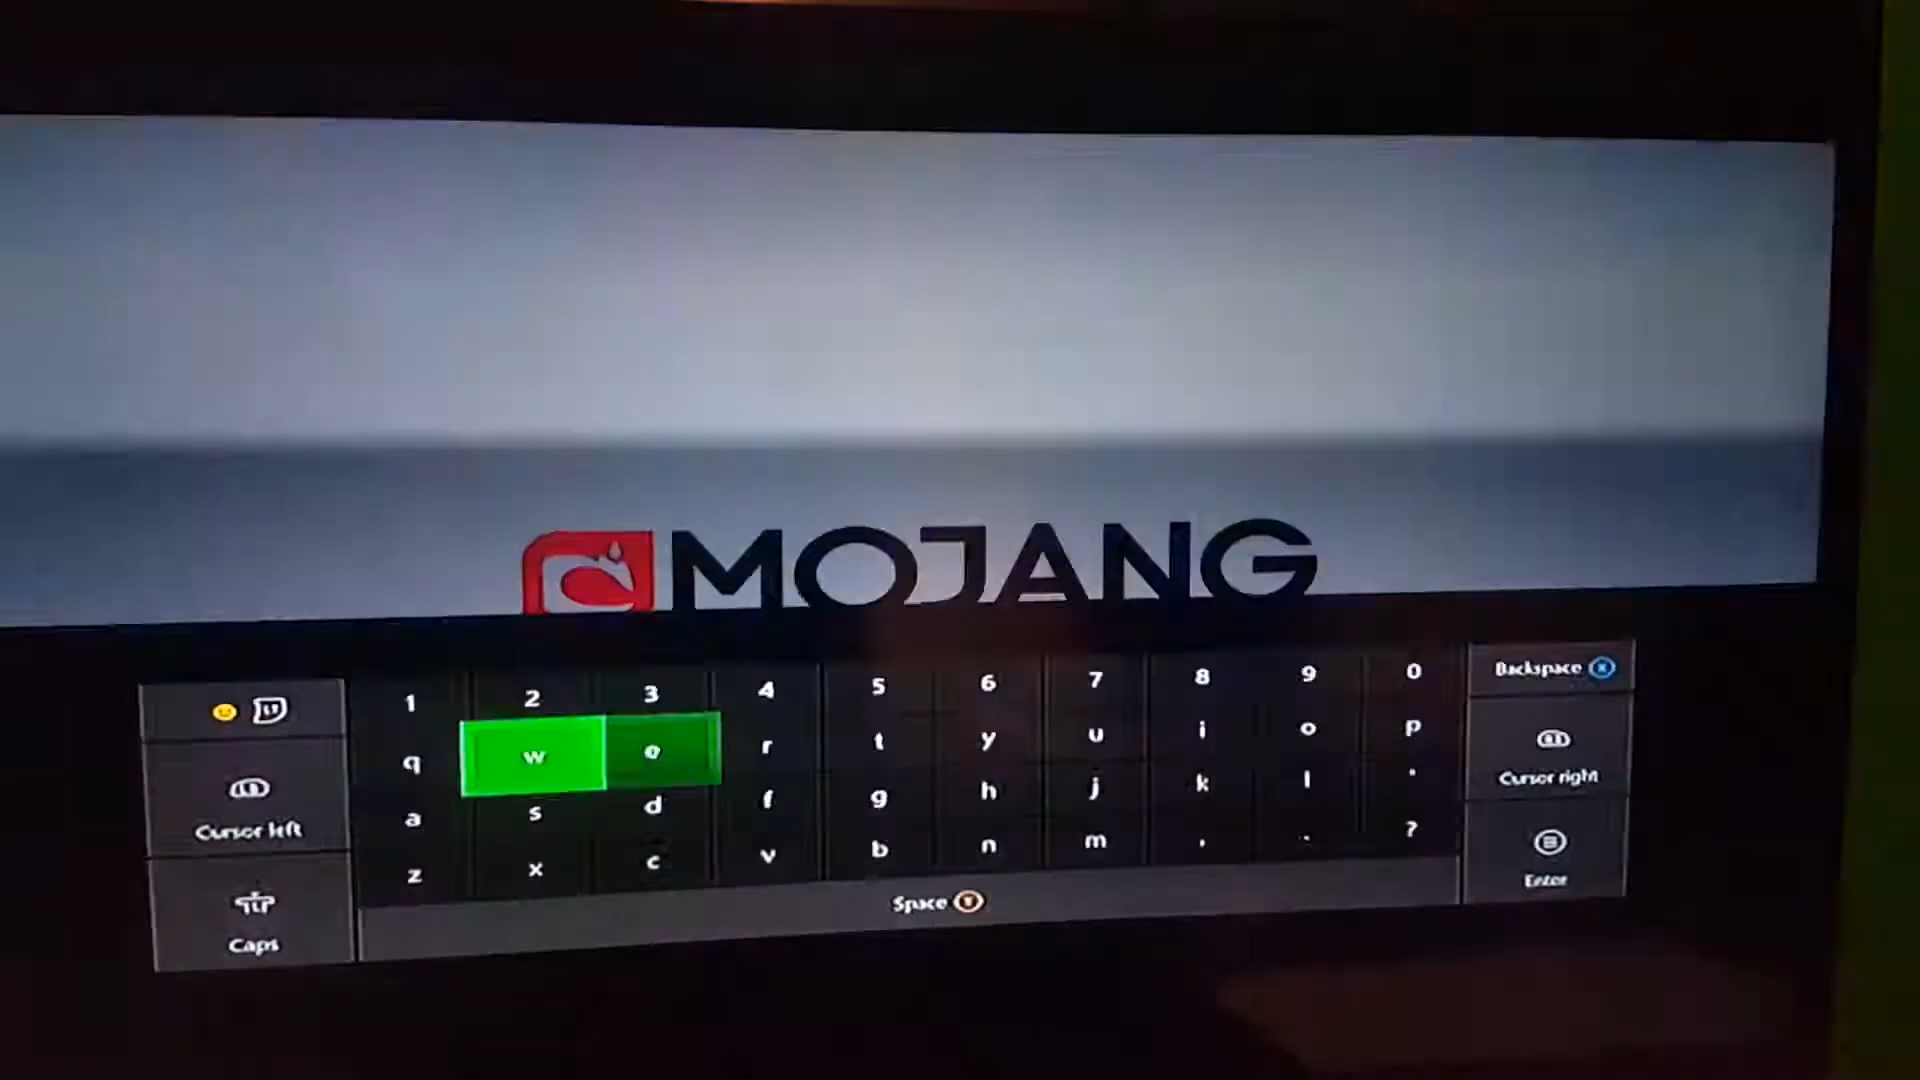 MOJANG
1 2 3 4 5 6 7 8 9 0 Backspace X
q w e r t y u i o p
Cursor left a s d f g h j k l ' Cursor right
z x c v b n m , . ?
Caps Space Y Enter